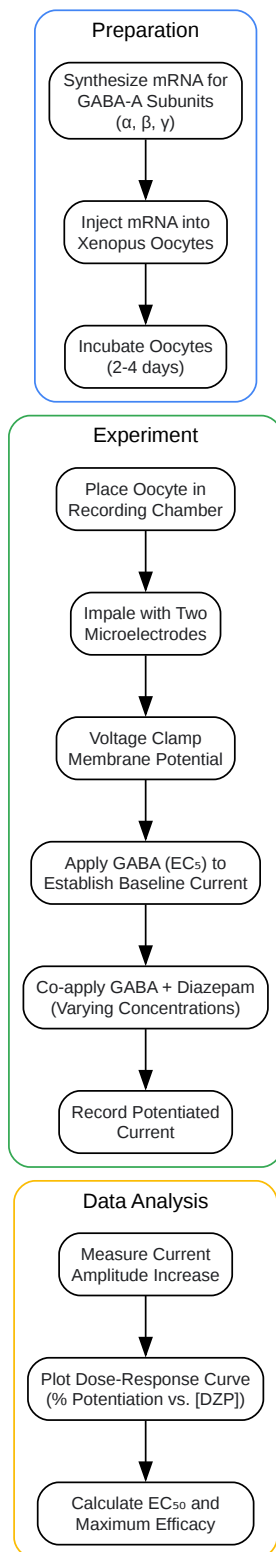 Preparation
Synthesize mRNA for
GABA-A Subunits
(α, β, γ)
Inject mRNA into
Xenopus Oocytes
Incubate Oocytes
(2-4 days)
Experiment
Place Oocyte in
Recording Chamber
Impale with Two
Microelectrodes
Voltage Clamp
Membrane Potential
Apply GABA (EC₅) to
Establish Baseline Current
Co-apply GABA + Diazepam
(Varying Concentrations)
Record Potentiated
Current
Data Analysis
Measure Current
Amplitude Increase
Plot Dose-Response Curve
(% Potentiation vs. [DZP])
Calculate EC₅₀ and
Maximum Efficacy